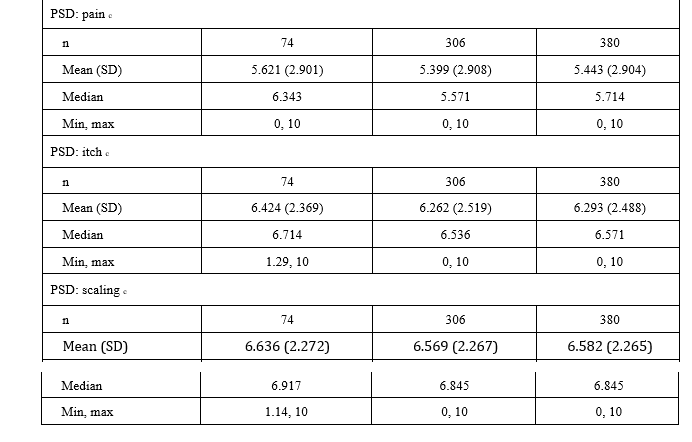 PSD: pain c
n 74 306 380
Mean (SD) 5.621 (2.901) 5.399 (2.908) 5.443 (2.904)
Median 6.343 5.571 5.714
Min, max 0, 10 0, 10 0, 10
PSD: itch c
n 74 306 380
Mean (SD) 6.424 (2.369) 6.262 (2.519) 6.293 (2.488)
Median 6.714 6.536 6.571
Min, max 1.29, 10 0, 10 0, 10
PSD: scaling c
n 74 306 380
Mean (SD) 6.636 (2.272) 6.569 (2.267) 6.582 (2.265)
Median 6.917 6.845 6.845
Min, max 1.14, 10 0, 10 0, 10